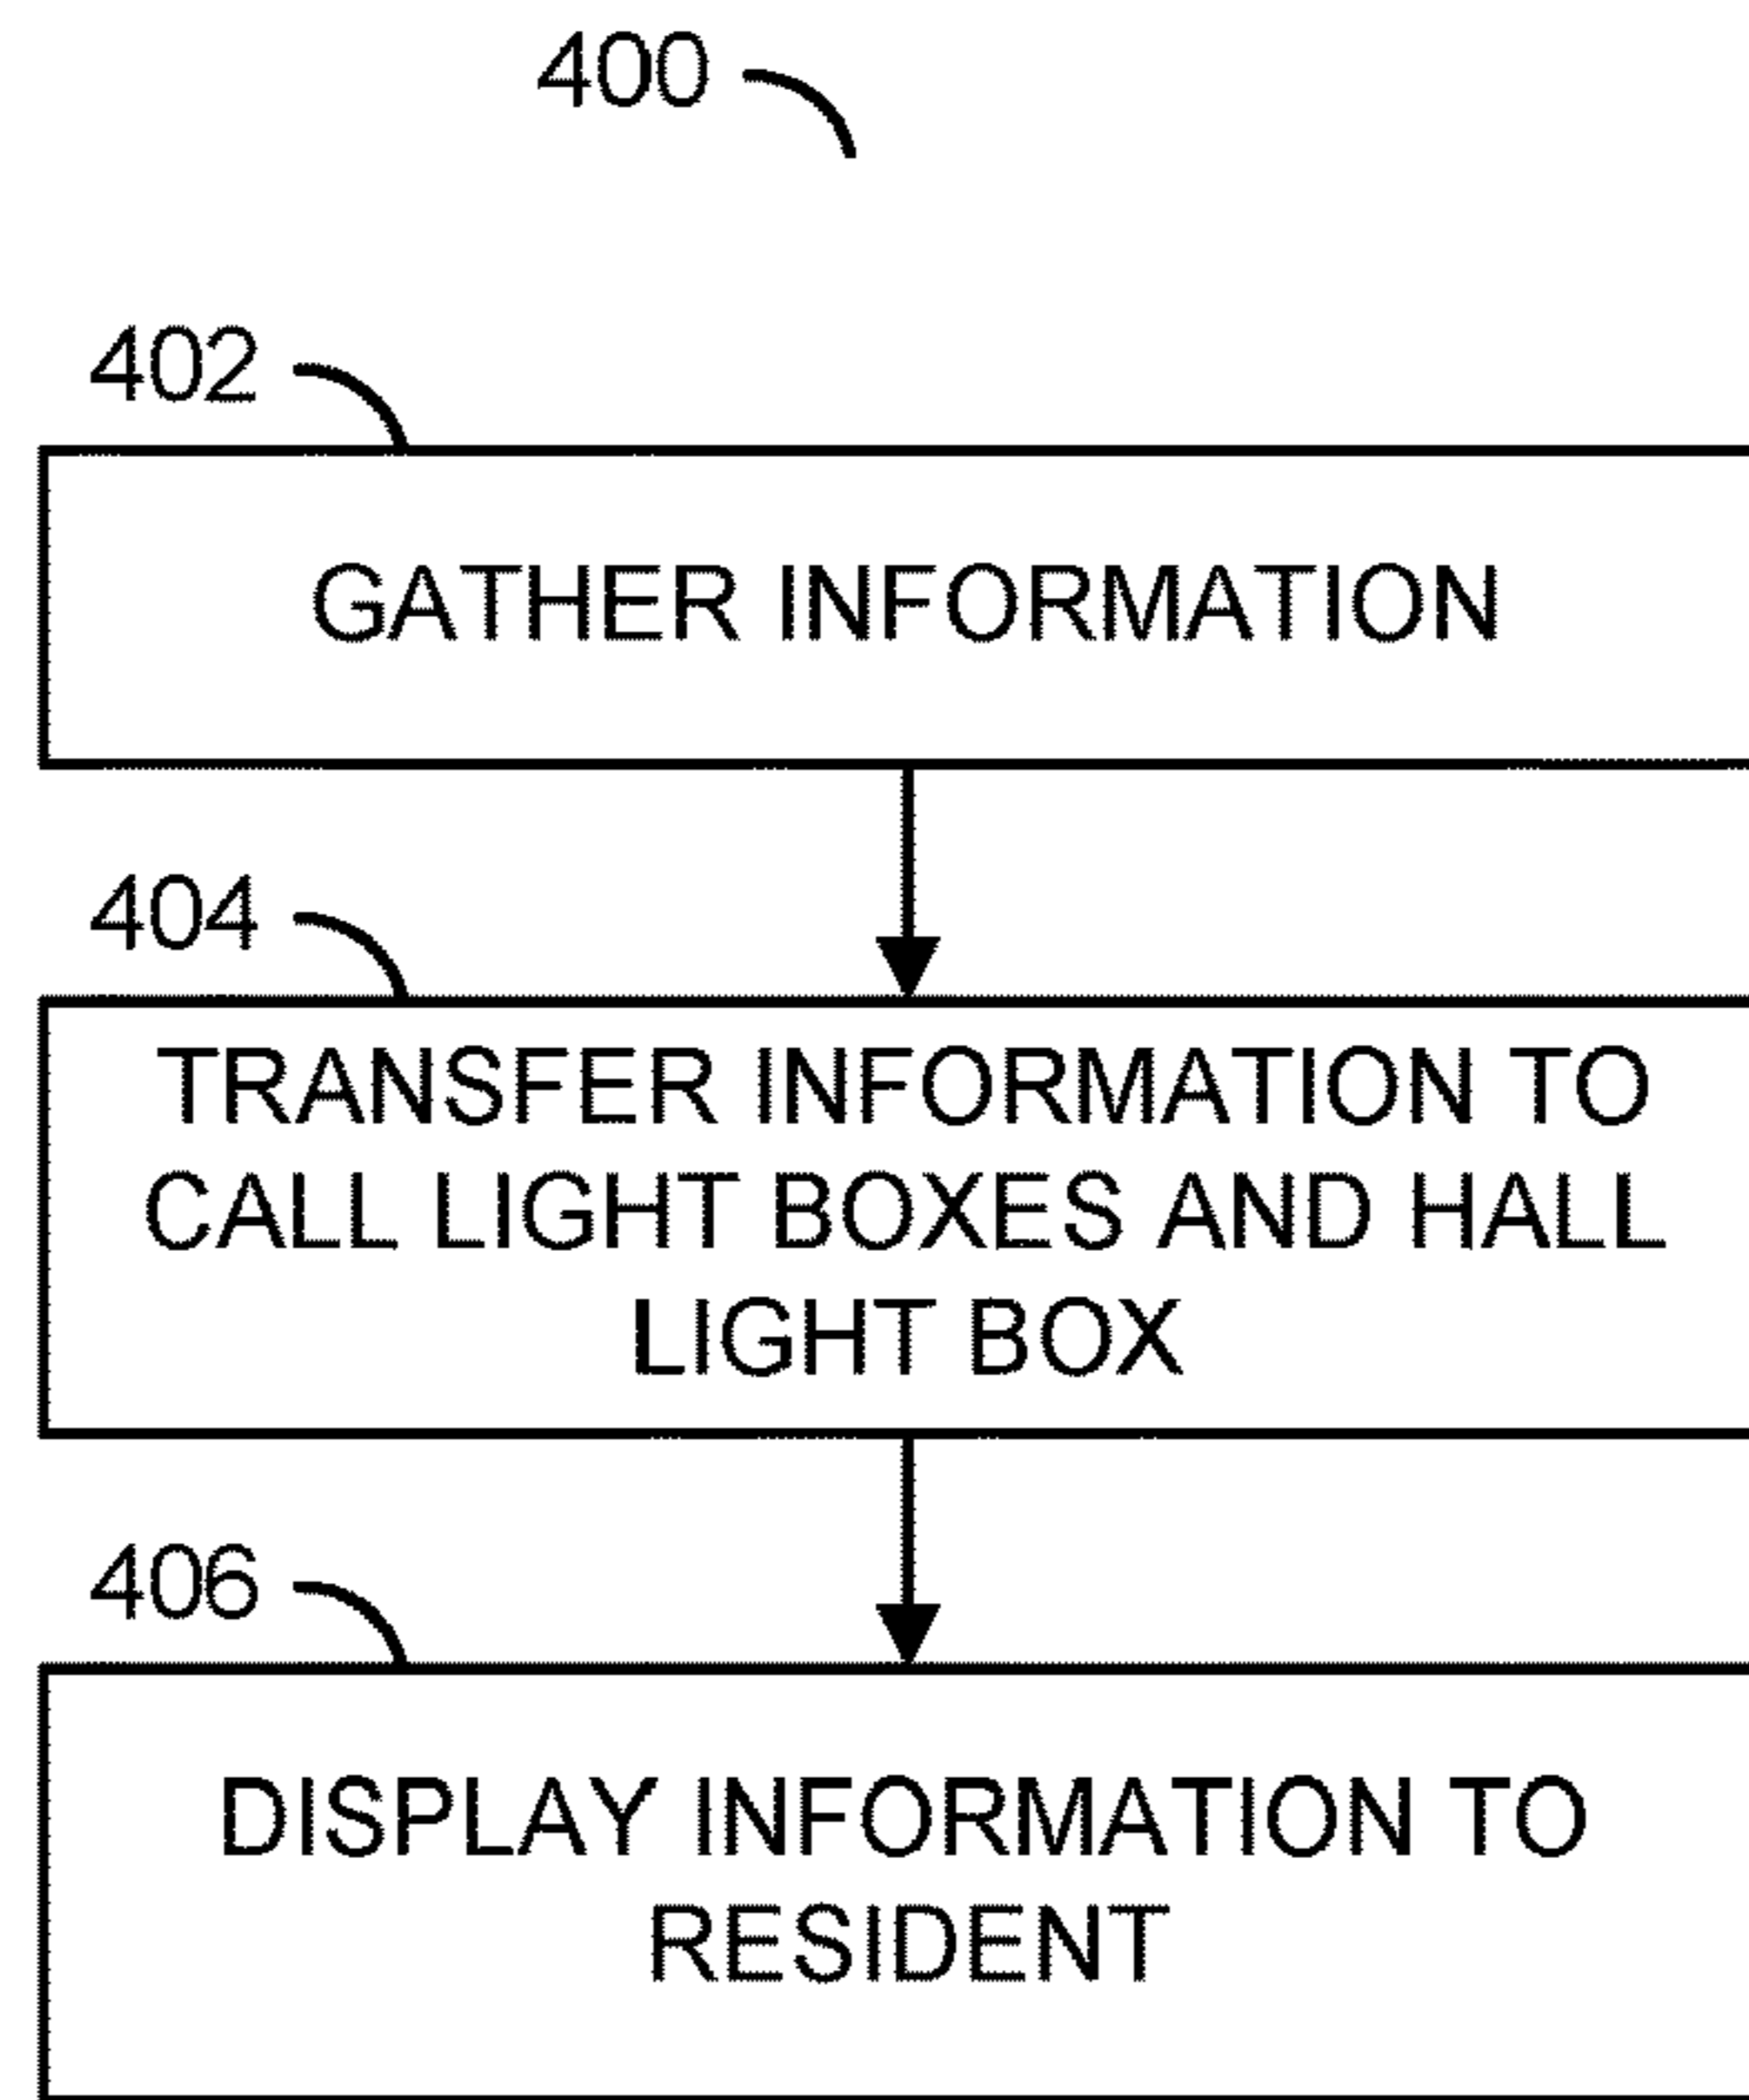 400
402
GATHER INFORMATION
404
TRANSFER INFORMATION TO
CALL LIGHT BOXES AND HALL
LIGHT BOX
406
DISPLAY INFORMATION TO
RESIDENT